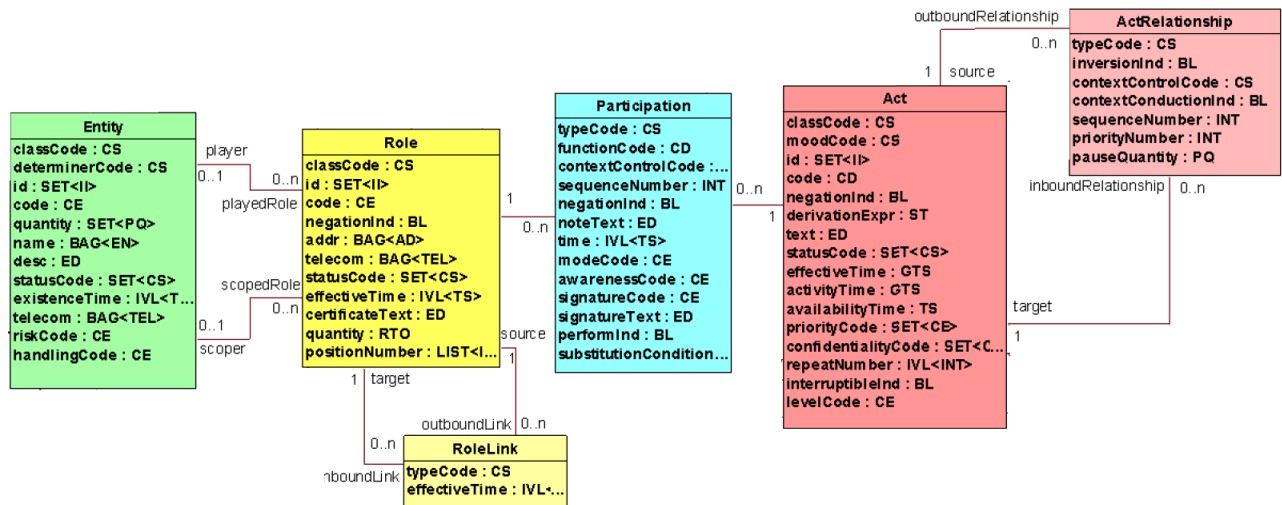 Entity
classCode : CS
determinerCode : CS
id : SET<II>
code : CE
quantity : SET<PQ>
name : BAG<EN>
desc : ED
statusCode : SET<CS>
existenceTime : IVL<T...
telecom : BAG<TEL>
riskCode : CE
handlingCode : CE
player
0..1
0..n
playedRole
scopedRole
0..n
0..1
scoper
Role
classCode : CS
id : SET<II>
code : CE
negationInd : BL
addr : BAG<AD>
telecom : BAG<TEL>
statusCode : SET<CS>
effectiveTime : IVL<TS>
certificateText : ED
quantity : RTO
positionNumber : LIST<I...
1
0..n
source
1
1
target
outboundLink
0..n
0..n
nboundLink
RoleLink
typeCode : CS
effectiveTime : IVL<...
Participation
typeCode : CS
functionCode : CD
contextControlCode :...
sequenceNumber : INT
negationInd : BL
noteText : ED
time : IVL<TS>
modeCode : CE
awarenessCode : CE
signatureCode : CE
signatureText : ED
performInd : BL
substitutionCondition...
0..n
1
Act
classCode : CS
moodCode : CS
id : SET<II>
code : CD
negationInd : BL
derivationExpr : ST
text : ED
statusCode : SET<CS>
effectiveTime : GTS
activityTime : GTS
availabilityTime : TS
priorityCode : SET<CE>
confidentialityCode : SET<C...
repeatNumber : IVL<INT>
interruptibleInd : BL
levelCode : CE
outboundRelationship
0..n
1
source
ActRelationship
typeCode : CS
inversionInd : BL
contextControlCode : CS
contextConductionInd : BL
sequenceNumber : INT
priorityNumber : INT
pauseQuantity : PQ
inboundRelationship
0..n
target
1